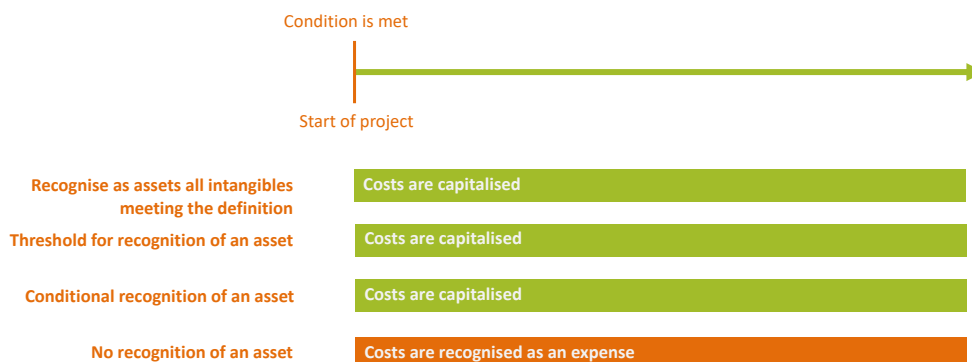 Condition is met
Start of project
Recognise as assets all intangibles
meeting the definition
Costs are capitalised
Threshold for recognition of an asset
Costs are capitalised
Conditional recognition of an asset
Costs are capitalised
No recognition of an asset
Costs are recognised as an expense